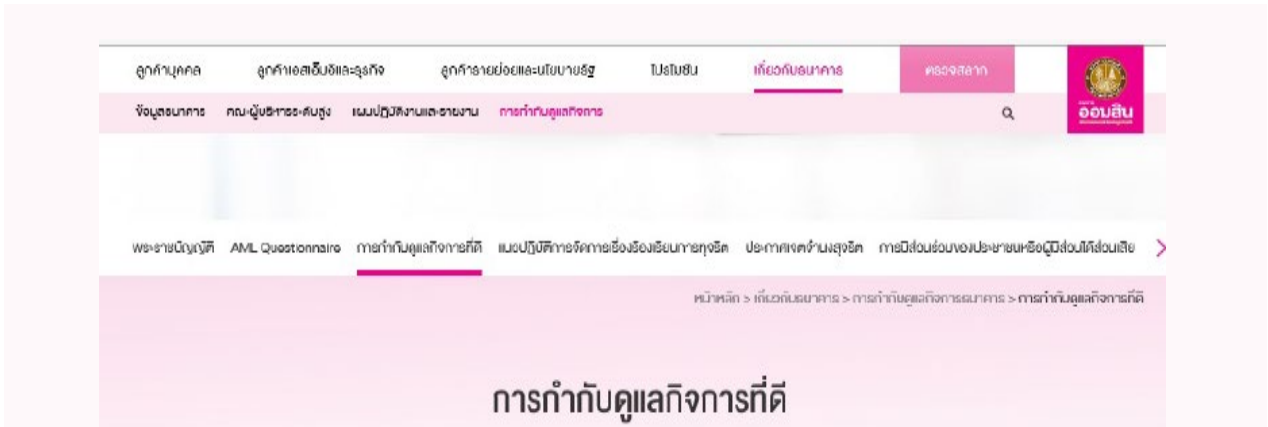 ลูกค้าบุคคล ลูกค้าเอสเอ็มอีและธุรกิจ ลูกค้ารายย่อยและนโยบายรัฐ โปรโมชัน เกี่ยวกับธนาคาร ตรวจสลาก
ข้อมูลธนาคาร คณะผู้บริหารระดับสูง แผนปฏิบัติงานและรายงาน การกำกับดูแลกิจการ
ออมสิน
พระราชบัญญัติ AML Questionnaire การกำกับดูแลกิจการที่ดี แนวปฏิบัติการจัดการเรื่องร้องเรียนการทุจริต ประกาศเจตจำนงสุจริต การมีส่วนร่วมของประชาชนหรือผู้มีส่วนได้ส่วนเสีย
หน้าหลัก > เกี่ยวกับธนาคาร > การกำกับดูแลกิจการธนาคาร > การกำกับดูแลกิจการที่ดี
การกำกับดูแลกิจการที่ดี